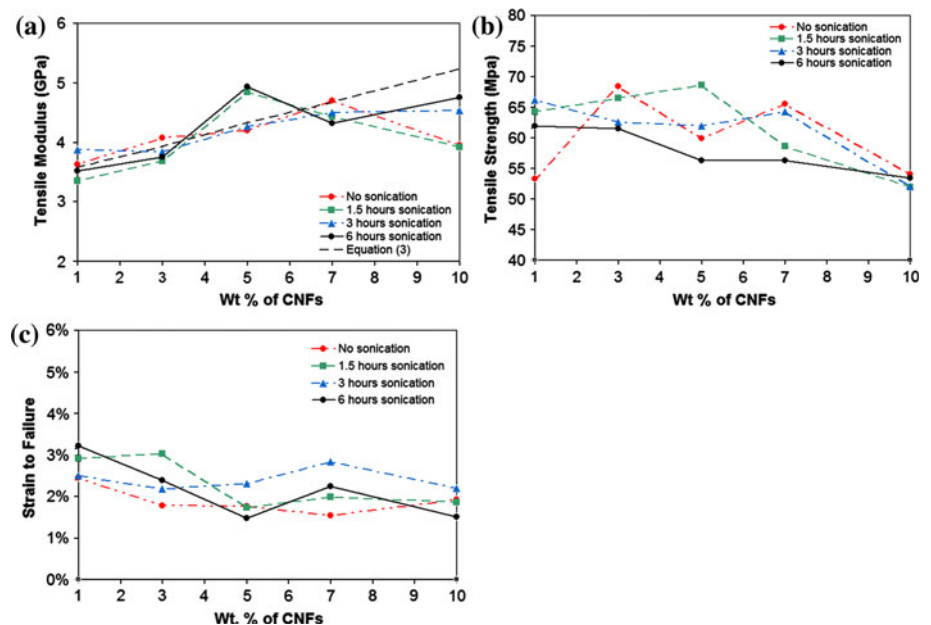 (a)
6
5
4
3
2
Tensile Modulus (GPa)
No sonication
1.5 hours sonication
3 hours sonication
6 hours sonication
Equation (3)
1 2 3 4 5 6 7 8 9 10
Wt % of CNFs
(b)
80
75
70
65
60
55
50
45
40
Tensile Strength (Mpa)
No sonication
1.5 hours sonication
3 hours sonication
6 hours sonication
1 2 3 4 5 6 7 8 9 10
Wt % of CNFs
(c)
6%
5%
4%
3%
2%
1%
0%
Strain to Failure
No sonication
1.5 hours sonication
3 hours sonication
6 hours sonication
1 2 3 4 5 6 7 8 9 10
Wt. % of CNFs